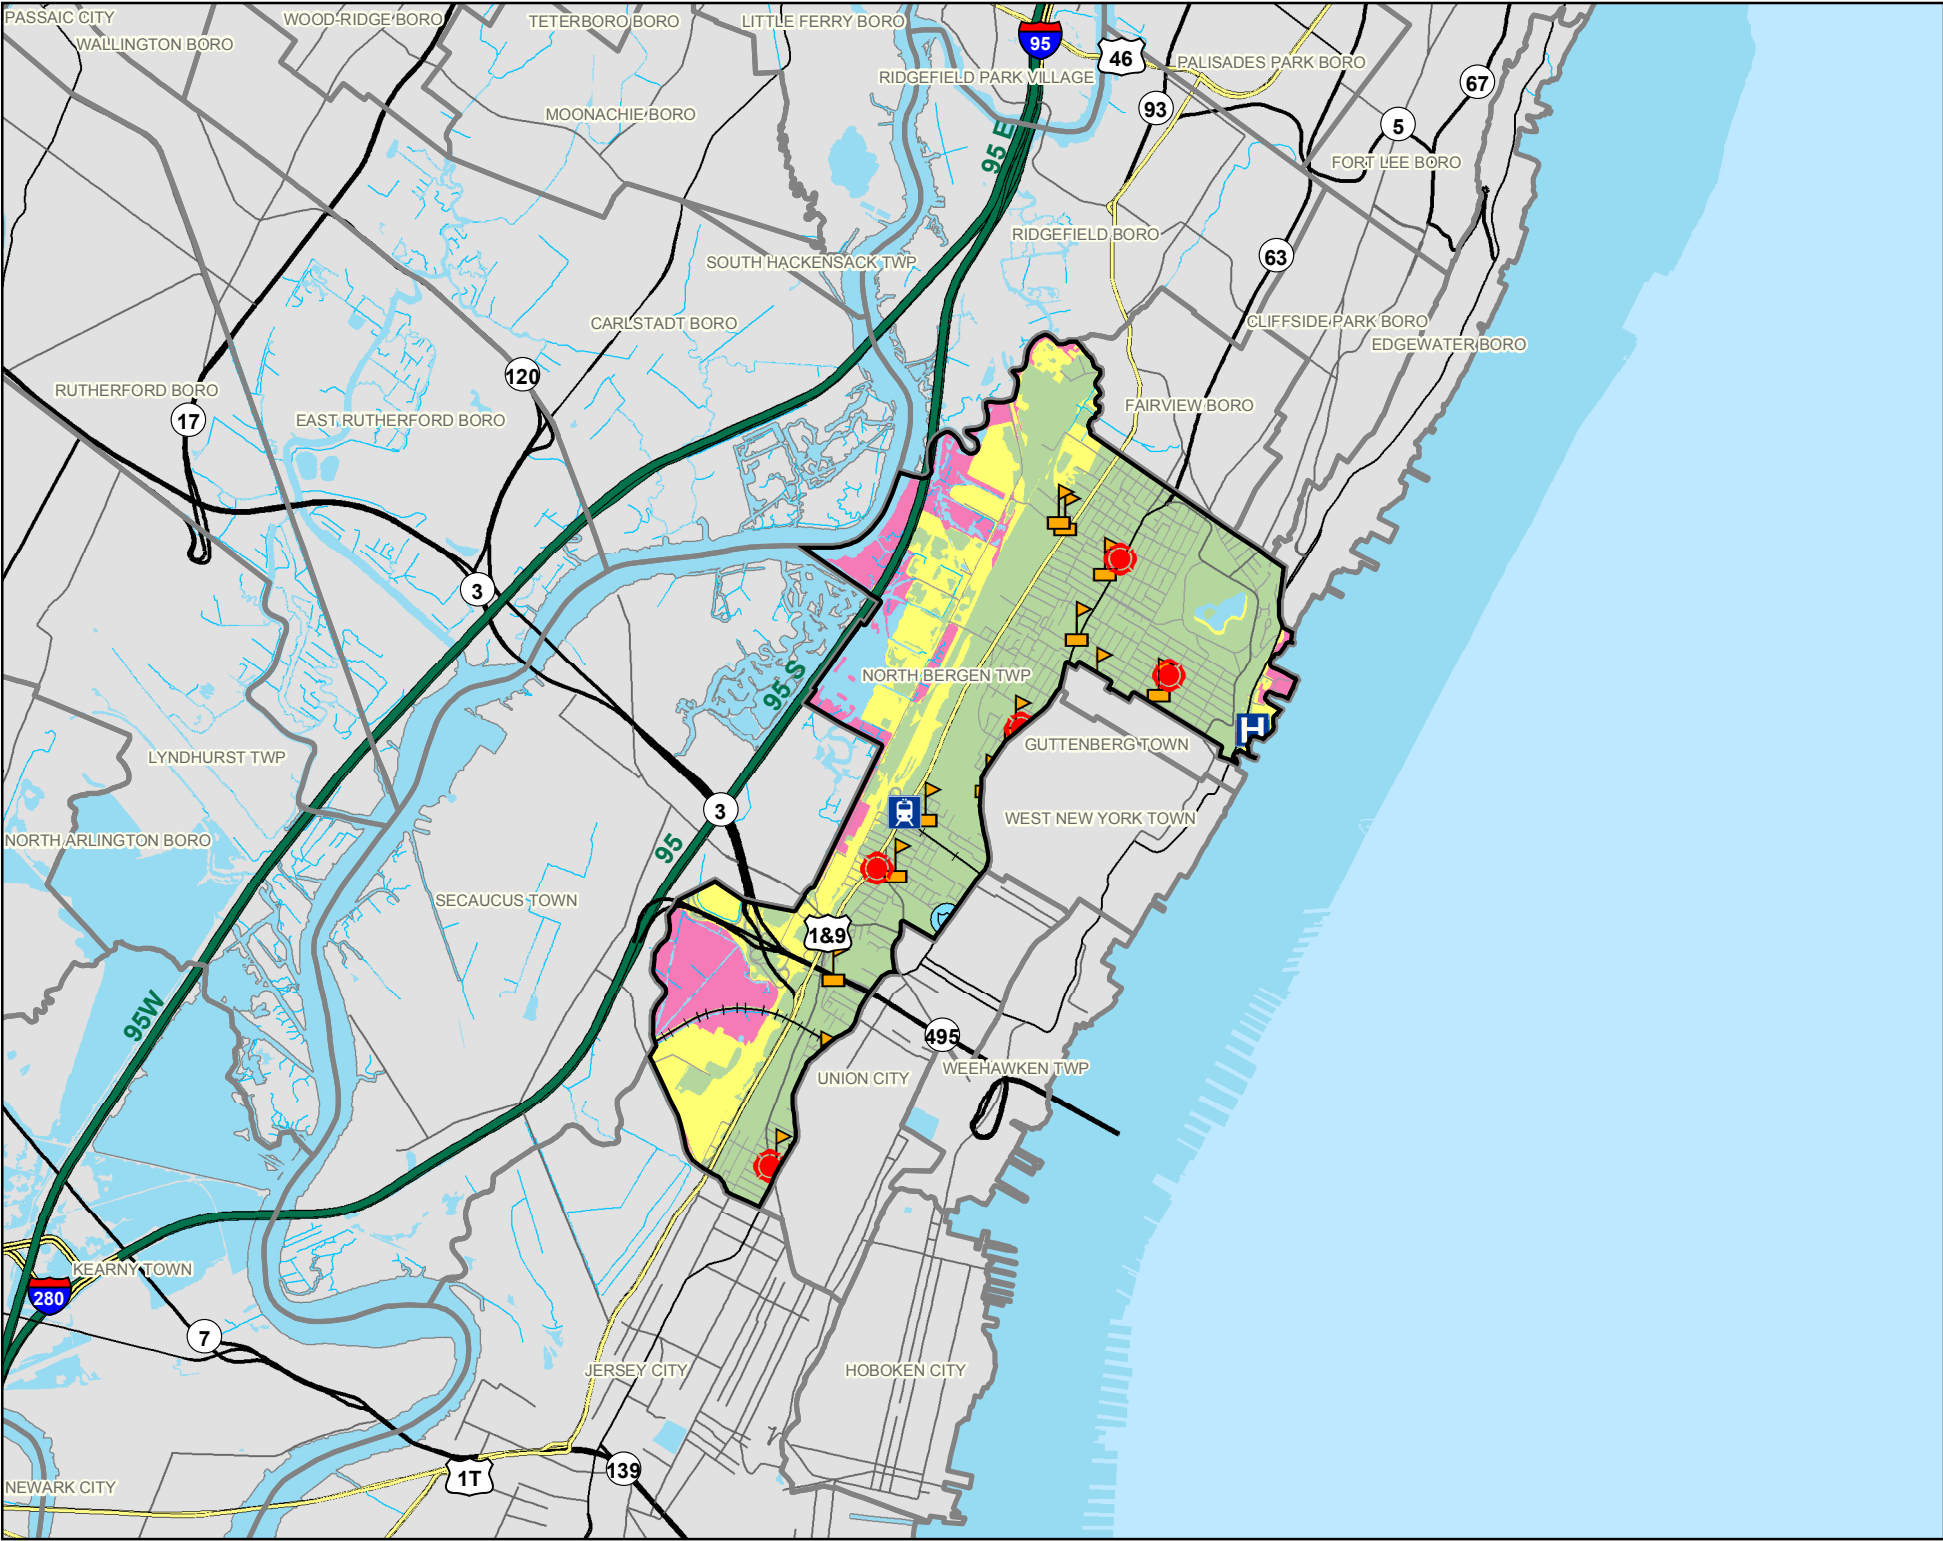 PASSAIC CITY
WOOD-RIDGE BORO
TETERBORO BORO
LITTLE FERRY BORO
WALLINGTON BORO
95
46
RIDGEFIELD PARK VILLAGE
PALISADES PARK BORO
67
93
MOONACHIE BORO
5
95 E
FORT LEE BORO
RIDGEFIELD BORO
63
SOUTH HACKENSACK TWP
CARLSTADT BORO
CLIFFSIDE PARK BORO
EDGEWATER BORO
120
RUTHERFORD BORO
17
EAST RUTHERFORD BORO
FAIRVIEW BORO
3
NORTH BERGEN TWP
95 S
H
GUTTENBERG TOWN
LYNDHURST TWP
3
WEST NEW YORK TOWN
NORTH ARLINGTON BORO
95
SECAUCUS TOWN
1&9
95W
495
WEEHAWKEN TWP
UNION CITY
KEARNY TOWN
280
7
JERSEY CITY
HOBOKEN CITY
1T
139
NEWARK CITY